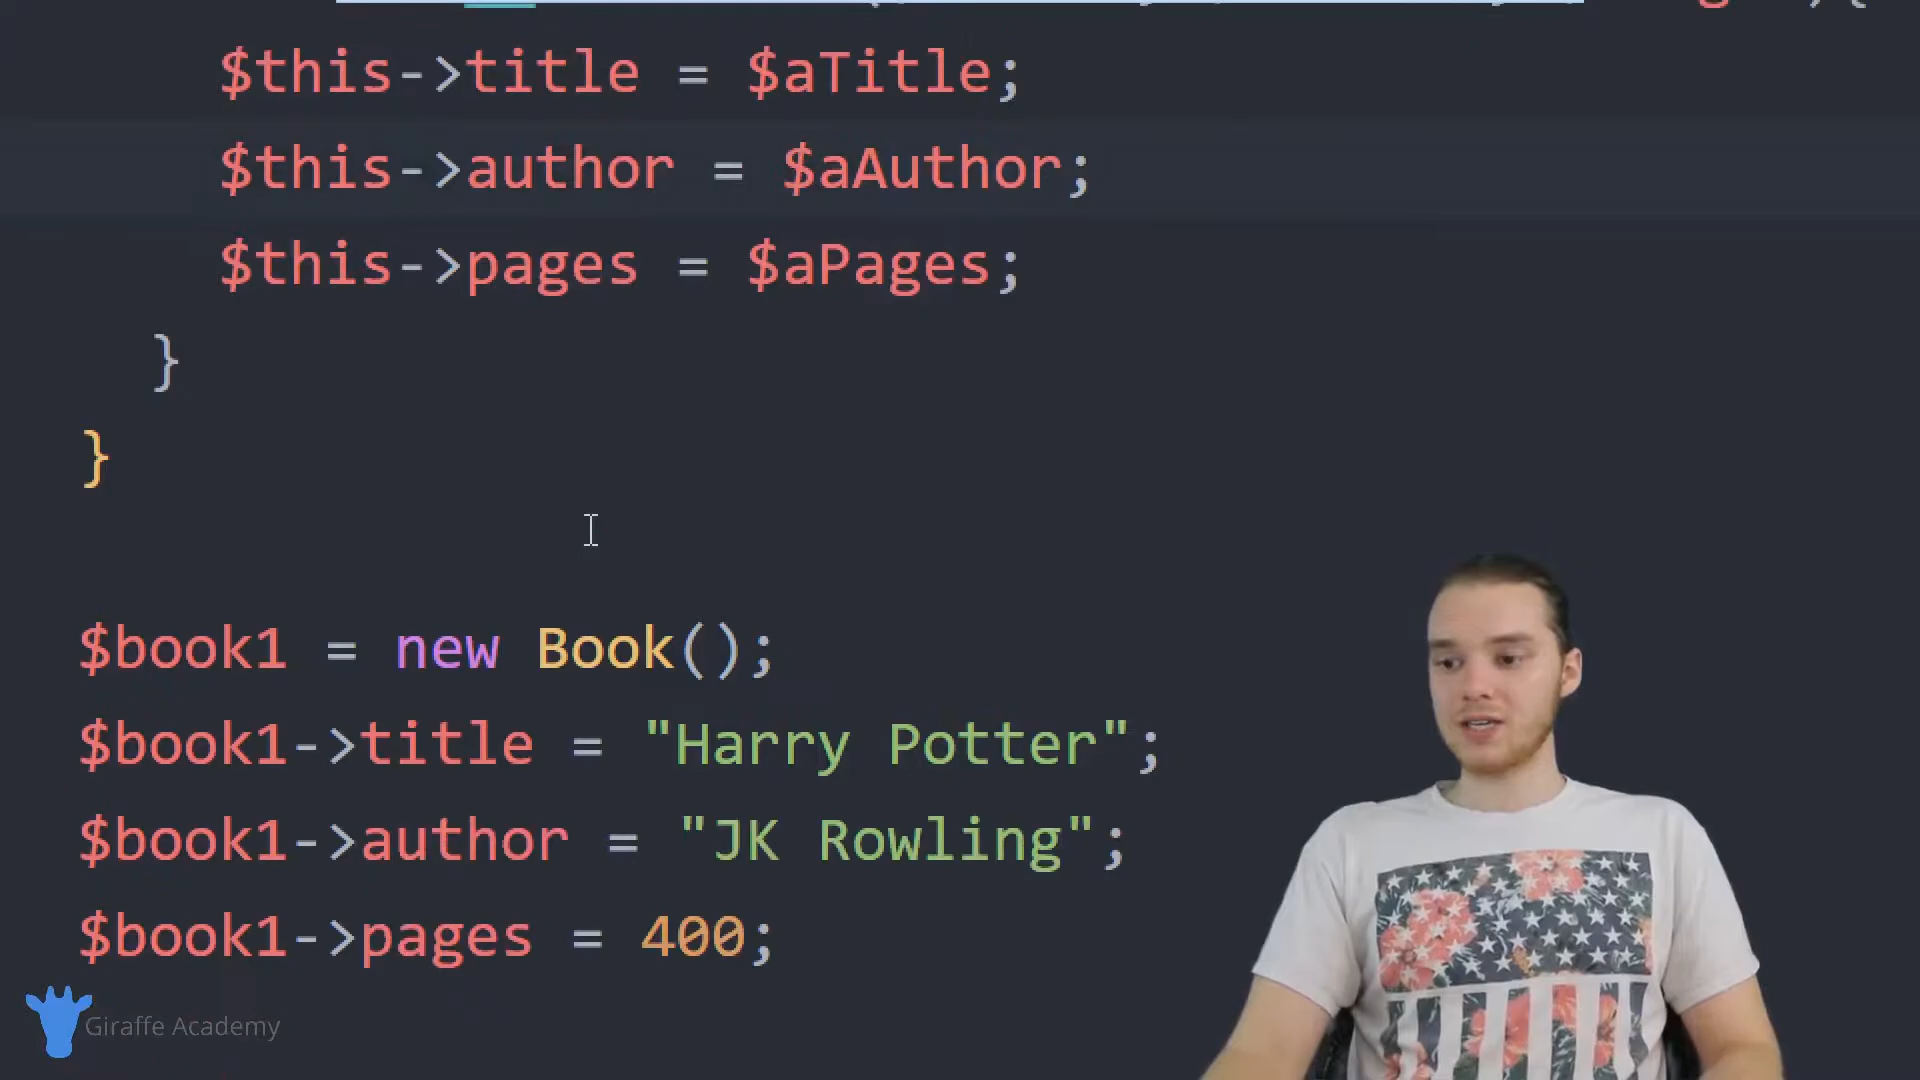 $this->title = $aTitle;
$this->author = $aAuthor;
$this->pages = $aPages;
}
}
$book1 = new Book();
$book1->title = "Harry Potter";
$book1->author = "JK Rowling";
$book1->pages = 400;
Giraffe Academy